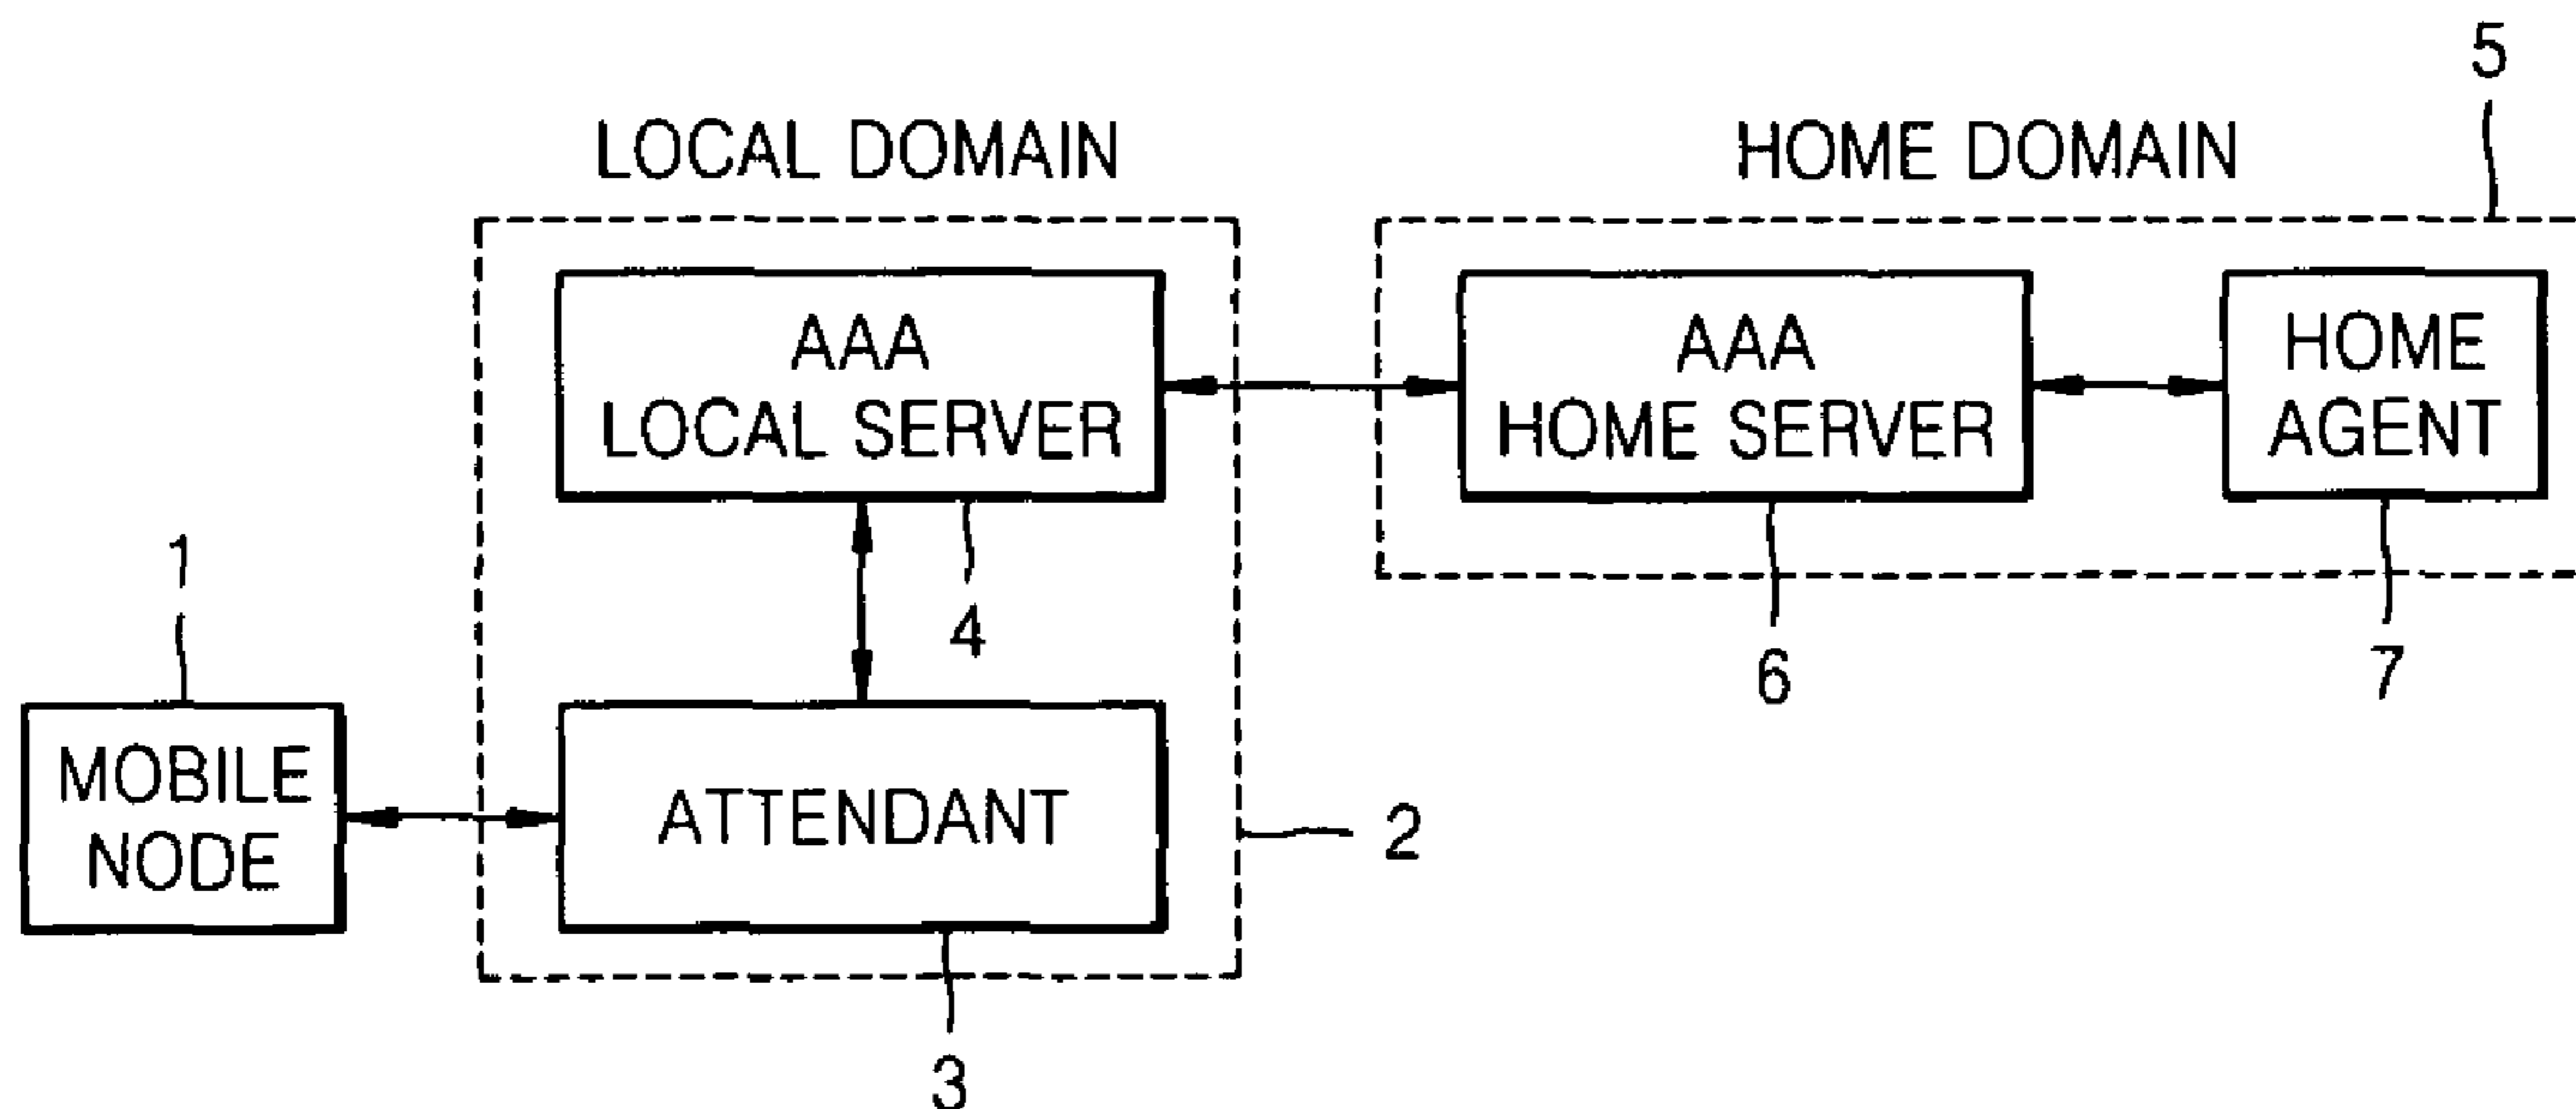 5
LOCAL DOMAIN
HOME DOMAIN
AAA
LOCAL SERVER
AAA
HOME SERVER
HOME
AGENT
1
4
6
7
MOBILE
NODE
ATTENDANT
2
3